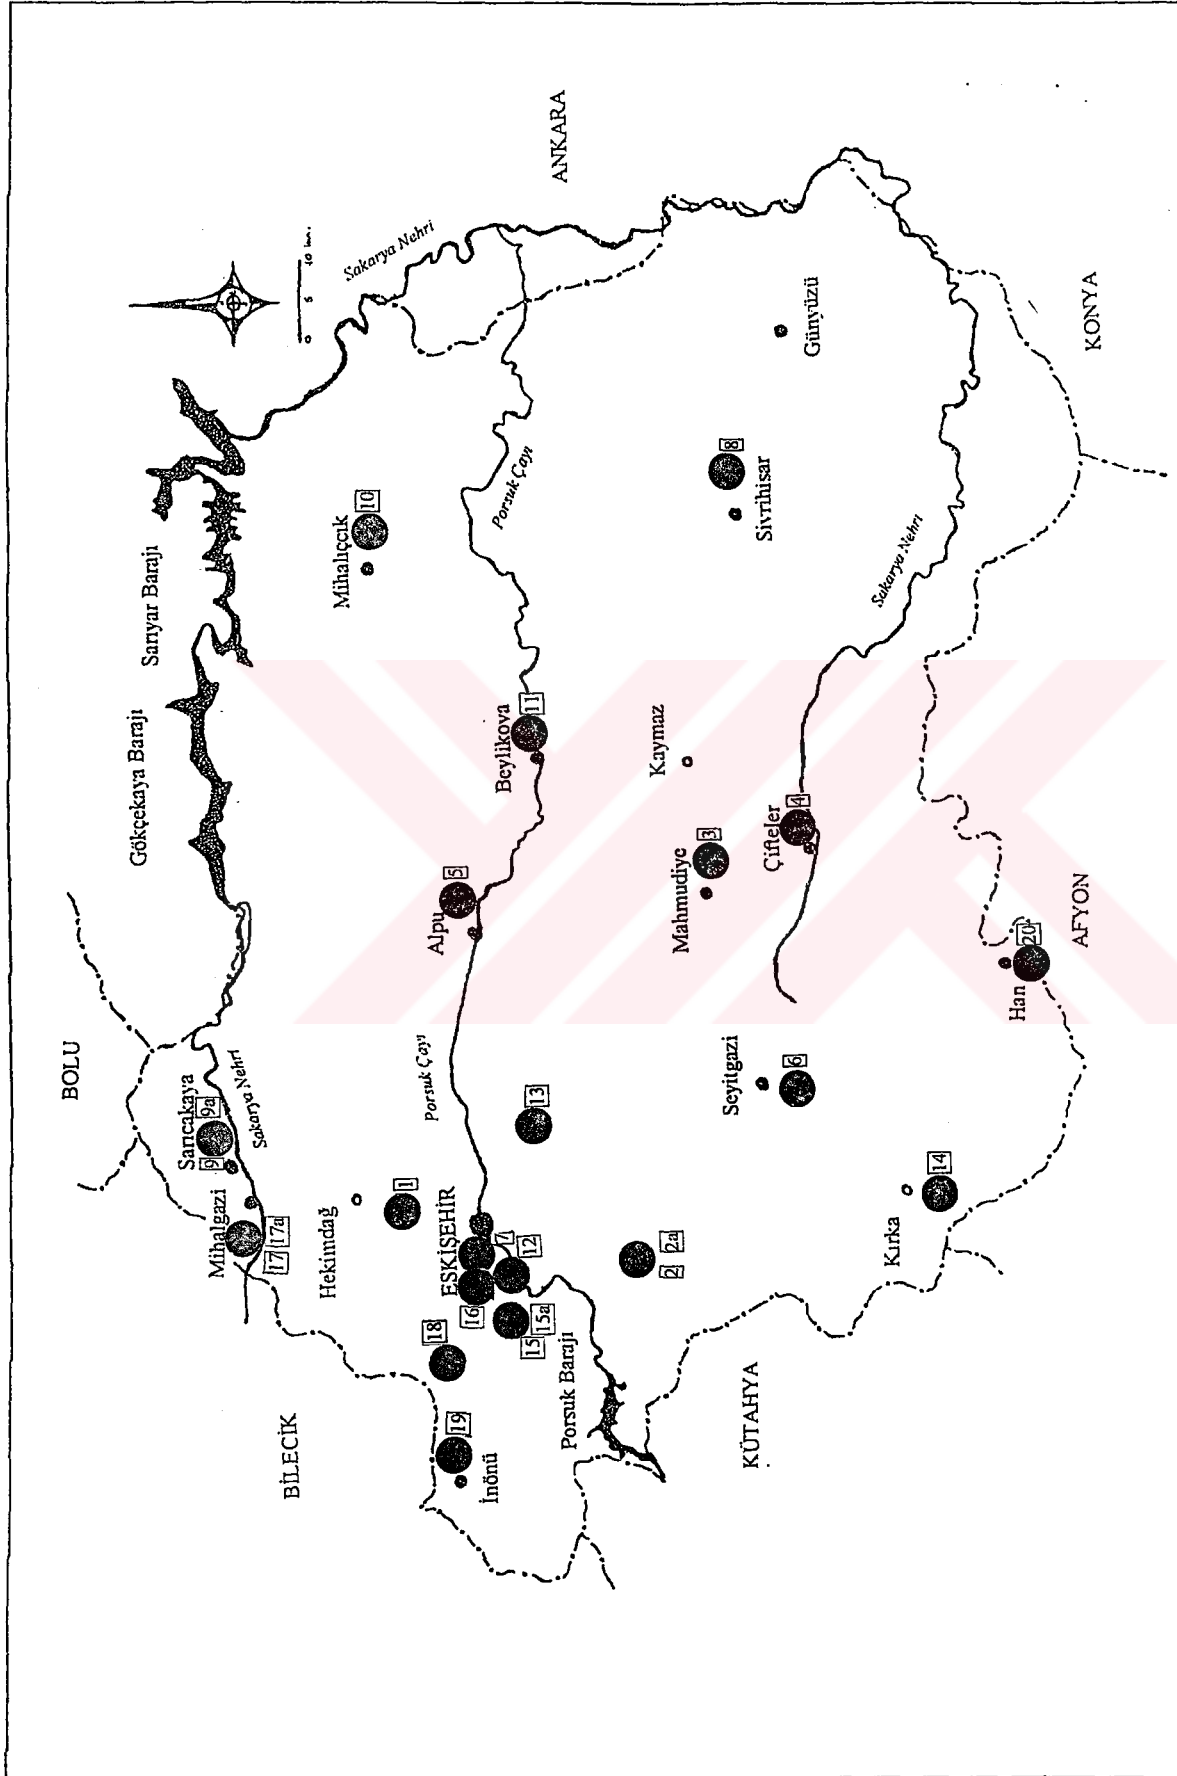 BOLU
Gökçekaya Barajı
Sarıyar Barajı
Sarıcakaya
9
9a
Sakarya Nehri
Mihalgazi
17
17a
Hekimdağ
1
BİLECİK
Mihalıççık
10
0 5 10 km.
Sakarya Nehri
ANKARA
18
19
İnönü
ESKİŞEHİR
16
7
12
15
15a
Porsuk Çayı
13
Alpu
5
Beylikova
11
Porsuk Çayı
Porsuk Barajı
2
2a
KÜTAHYA
Seyitgazi
6
Mahmudiye
3
Kaymaz
Çifteler
4
Sivrihisar
8
Günyüzü
Sakarya Nehri
Kırka
14
Han
20
AFYON
KONYA